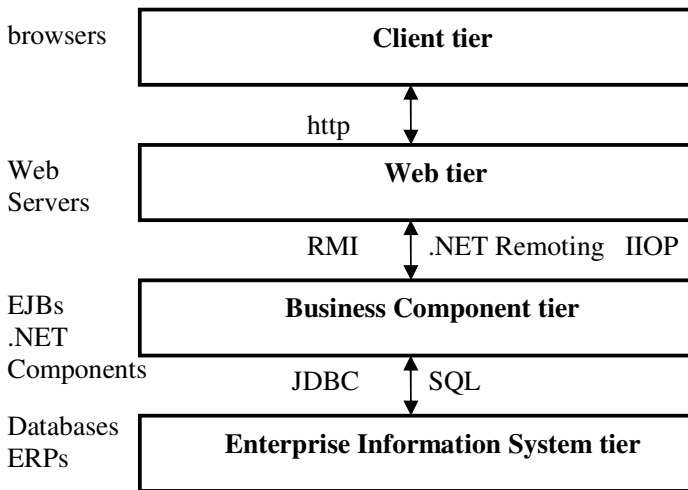 browsers
Client tier
http
Web
Servers
Web tier
RMI .NET Remoting IIOP
EJBs
.NET
Components
Business Component tier
JDBC SQL
Databases
ERPs
Enterprise Information System tier